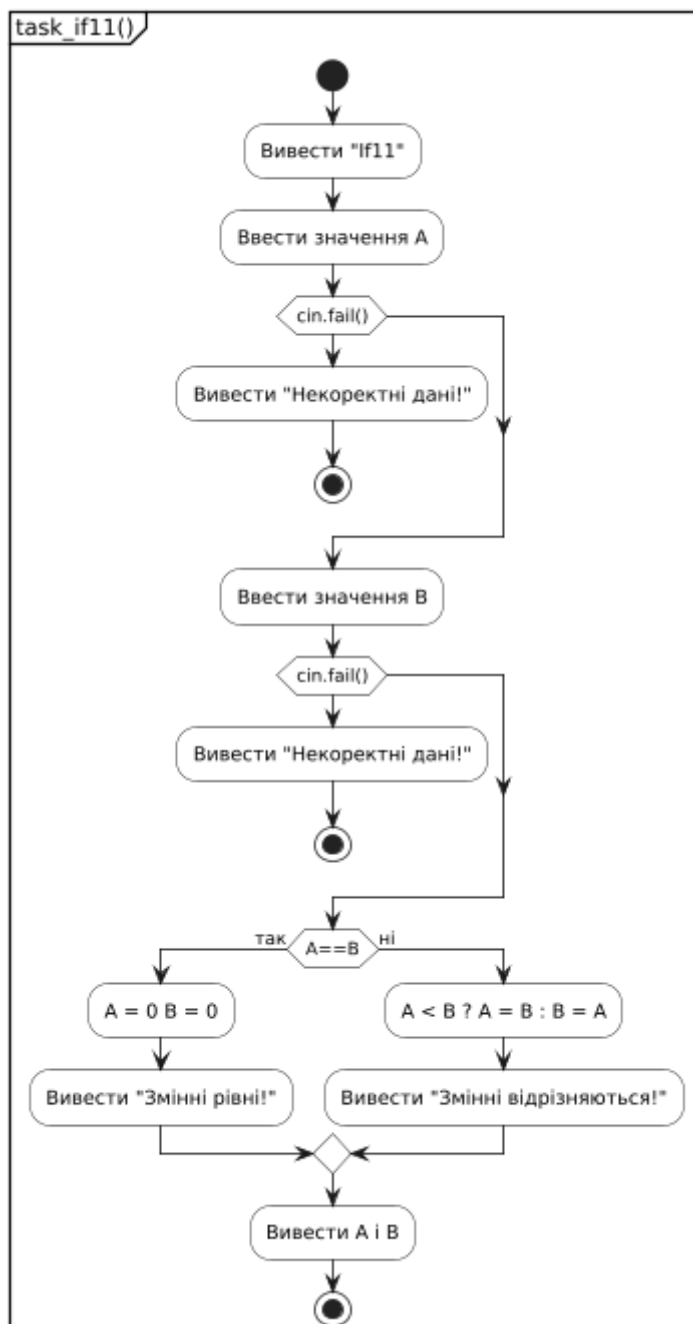 task_if11()
Вивести "If11"
Ввести значення A
cin.fail()
Вивести "Некоректні дані!"
Ввести значення B
cin.fail()
Вивести "Некоректні дані!"
так
A==B
ні
A = 0 B = 0
A < B ? A = B : B = A
Вивести "Змінні рівні!"
Вивести "Змінні відрізняються!"
Вивести A і B